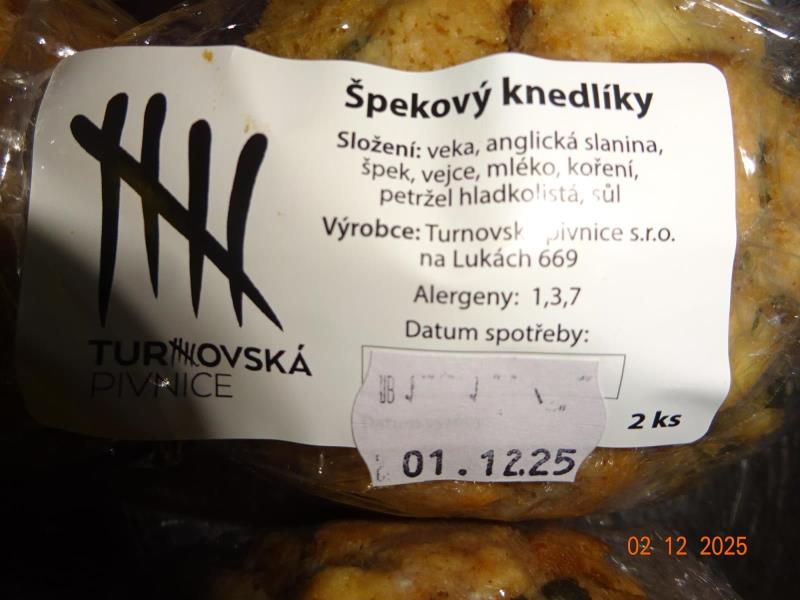 Špekový knedlíky
Složení: veka, anglická slanina,
špek, vejce, mléko, koření,
petržel hladkolistá, sůl
Výrobce: Turnovsk pivnice s.r.o.
na Lukách 669
Alergeny: 1,3,7
Datum spotřeby:
TURNOVSKÁ
PIVNICE
01.12.25
2 ks
02 12 2025